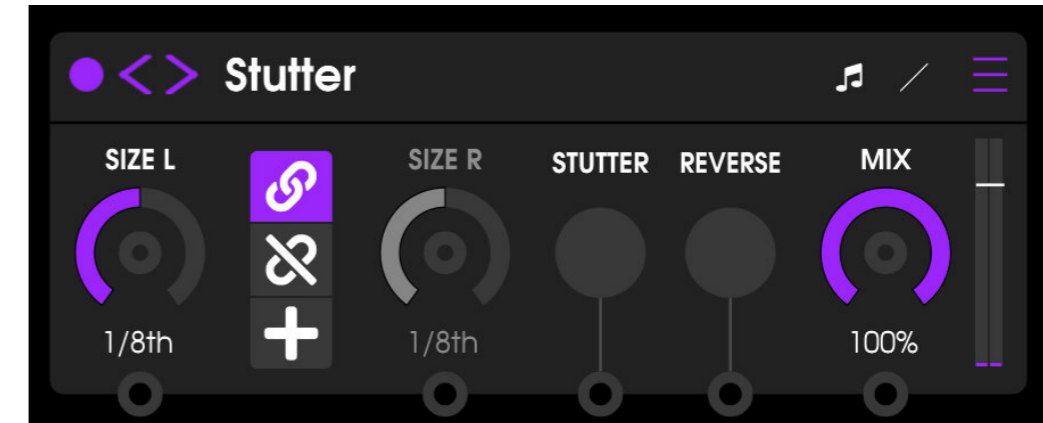 Stutter
SIZE L
SIZE R
STUTTER
REVERSE
MIX
1/8th
1/8th
100%